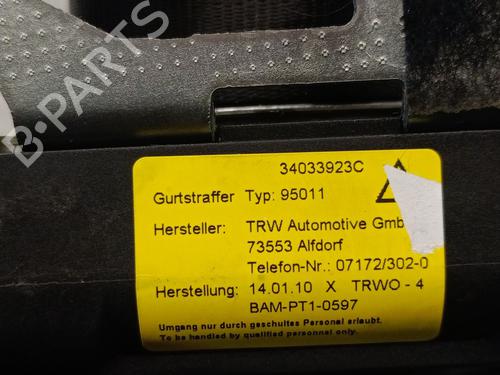 B-PARTS
34033923C
Gurtstraffer Typ: 95011
Hersteller: TRW Automotive Gmb
73553 Alfdorf
Telefon-Nr.: 07172/302-0
Herstellung: 14.01.10 X TRWO - 4
BAM-PT1-0597
Umgang nur durch geschultes Personal erlaubt.
To be handled by qualified personnel only.